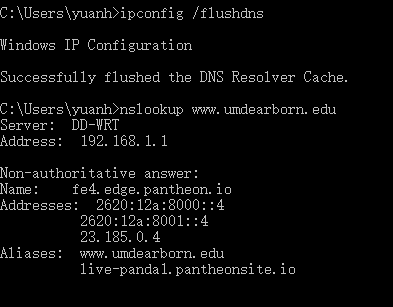 C:\Users\yuanh>ipconfig /flushdns
Windows IP Configuration
Successfully flushed the DNS Resolver Cache.
C:\Users\yuanh>nslookup www.umdearborn.edu
Server:  DD-WRT
Address:  192.168.1.1
Non-authoritative answer:
Name:    fe4.edge.pantheon.io
Addresses:  2620:12a:8000::4
2620:12a:8001::4
23.185.0.4
Aliases:  www.umdearborn.edu
live-panda1.pantheonsite.io